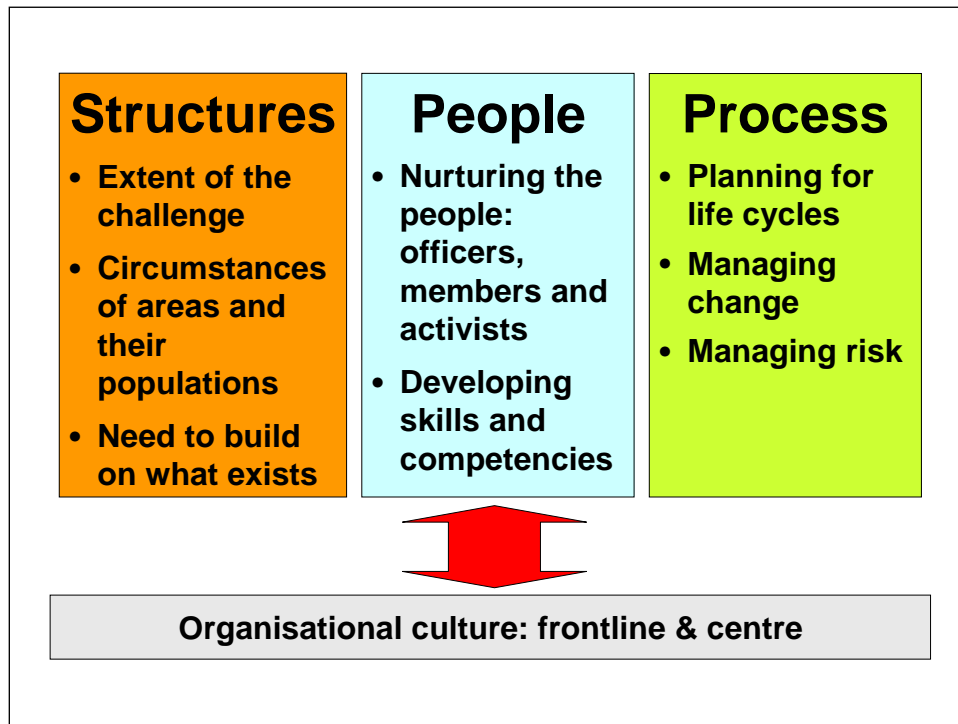 Structures
• Extent of the
challenge
• Circumstances
of areas and
their
populations
• Need to build
on what exists
People
• Nurturing the
people:
officers,
members and
activists
• Developing
skills and
competencies
Process
• Planning for
life cycles
• Managing
change
• Managing risk
Organisational culture: frontline & centre